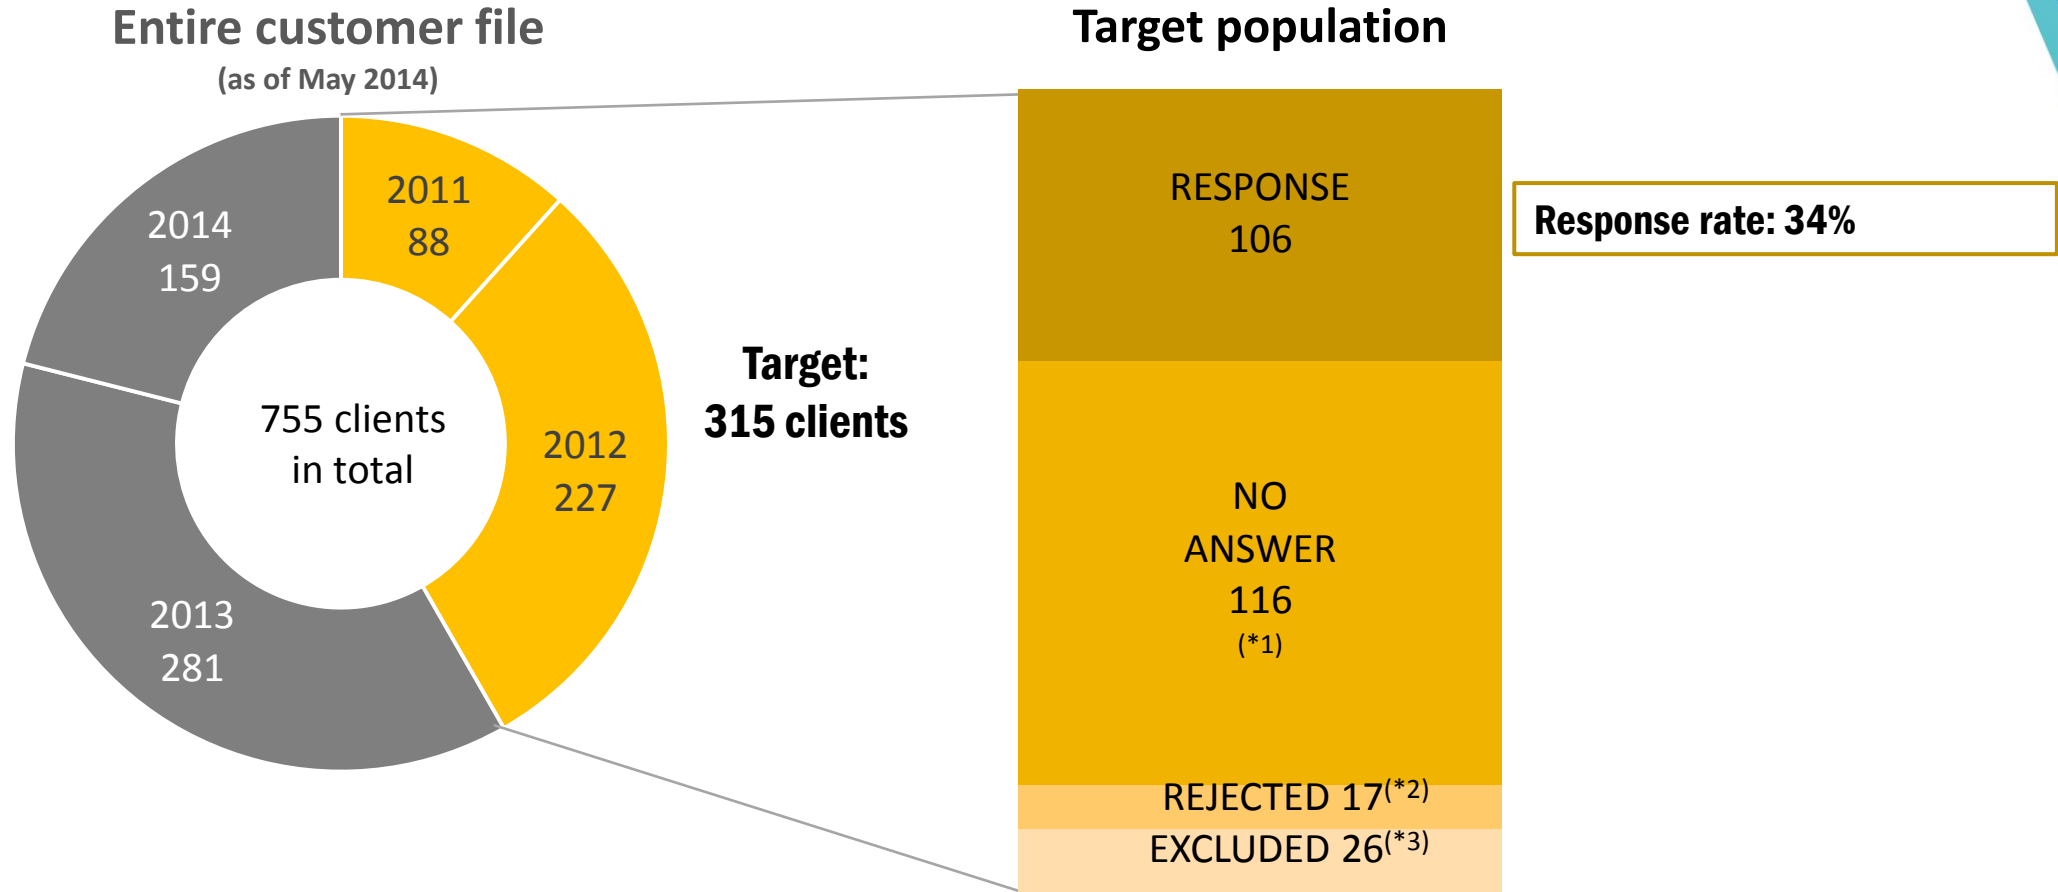 Entire customer file
(as of May 2014)
2011
88
2012
227
2013
281
2014
159
755 clients
in total
Target:
315 clients
Target population
RESPONSE
106
NO
ANSWER
116
(*1)
REJECTED 17(*2)
EXCLUDED 26(*3)
Response rate: 34%